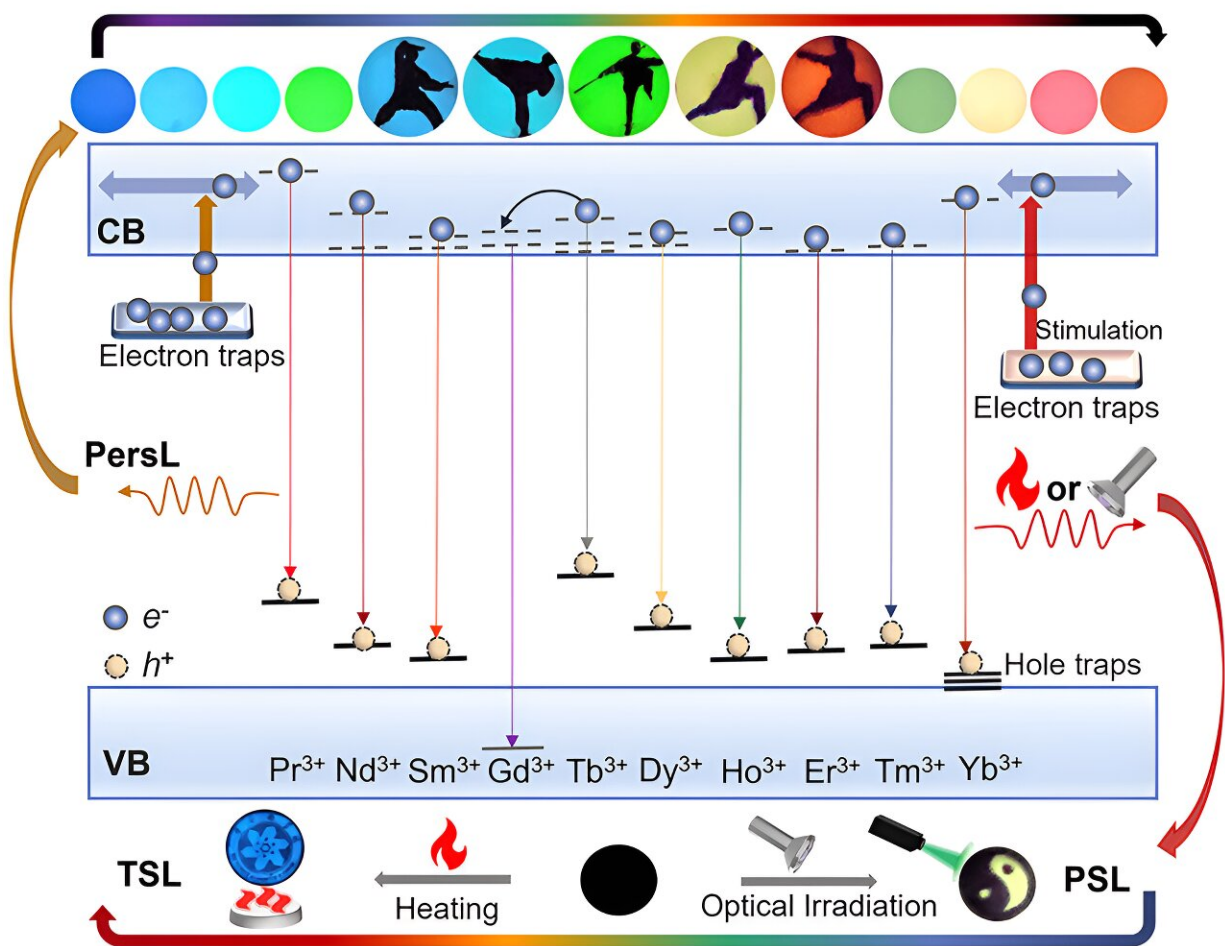 CB
Electron traps
Stimulation
Electron traps
PersL
or
e⁻
h⁺
Hole traps
VB
Pr³⁺ Nd³⁺ Sm³⁺ Gd³⁺ Tb³⁺ Dy³⁺ Ho³⁺ Er³⁺ Tm³⁺ Yb³⁺
TSL
Heating
Optical Irradiation
PSL